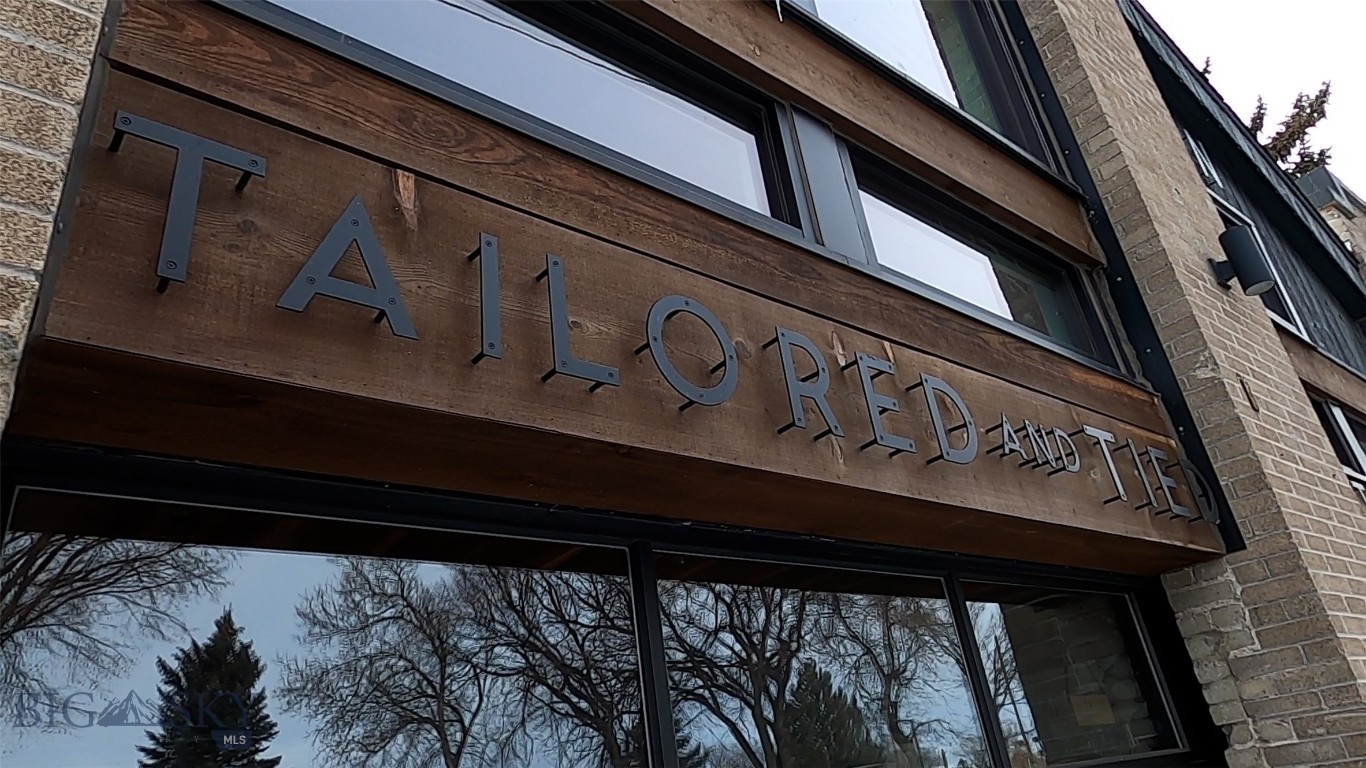 TAILORED AND TIED
BIG SKY
MLS